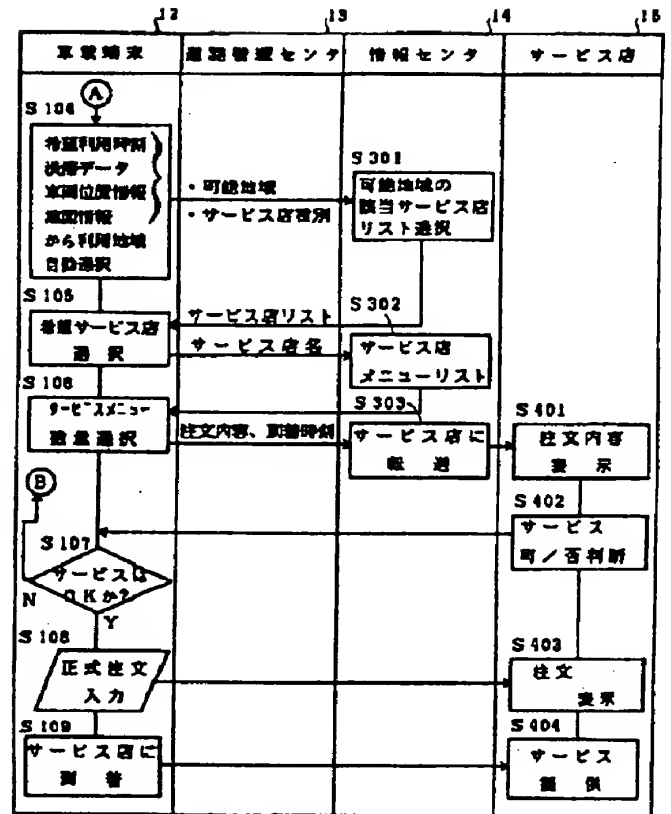 12
13
14
15
車載端末
道路管理センタ
情報センタ
サービス店
A
S 104
希望利用時刻
渋滞データ
車両位置情報
地図情報
から利用地域
自動選択
・可能地域
・サービス店種別
S 301
可能地域の
該当サービス店
リスト選択
S 105
希望サービス店
選択
サービス店リスト
サービス店名
S 302
サービス店
メニューリスト
S 106
サービスメニュー
数量選択
注文内容、到着時刻
S 303
サービス店に
転送
S 401
注文内容
表示
B
S 402
サービス
可/否判断
S 107
サービスは
OKか?
N
Y
S 108
正式注文
入力
S 403
注文
表示
S 109
サービス店に
到着
S 404
サービス
提供